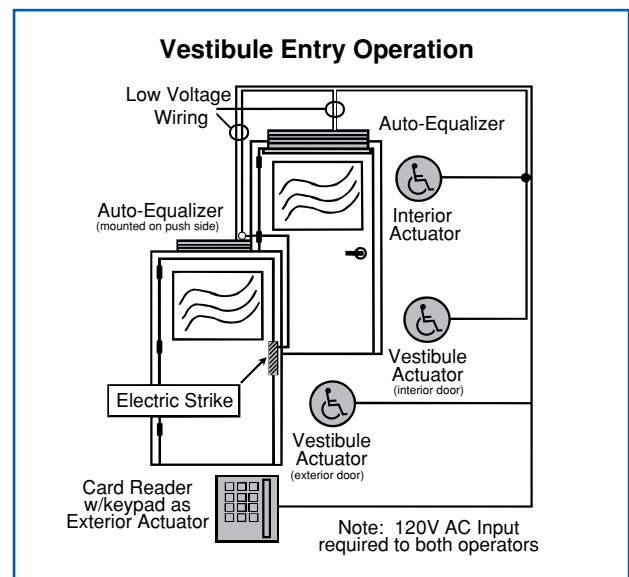 Vestibule Entry Operation
Low Voltage
Wiring
Auto-Equalizer
Auto-Equalizer
(mounted on push side)
Interior
Actuator
Vestibule
Actuator
(interior door)
Electric Strike
Vestibule
Actuator
(exterior door)
Card Reader
w/keypad as
Exterior Actuator
Note: 120V AC Input
required to both operators